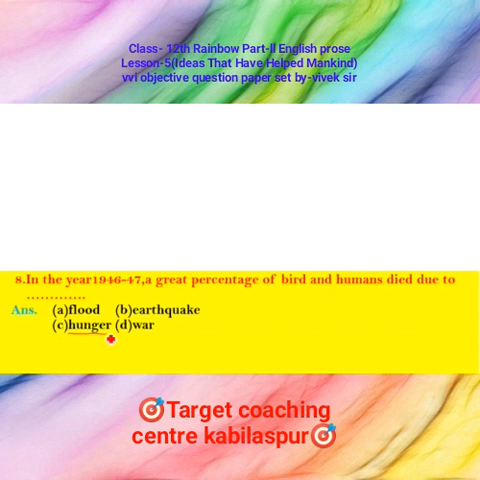 Class- 12th Rainbow Part-II English prose
Lesson-5(Ideas That Have Helped Mankind)
vvi objective question paper set by-vivek sir
8.In the year1946-47,a great percentage of bird and humans died due to
.............
Ans. (a)flood (b)earthquake
(c)hunger (d)war
🎯Target coaching
centre kabilaspur🎯